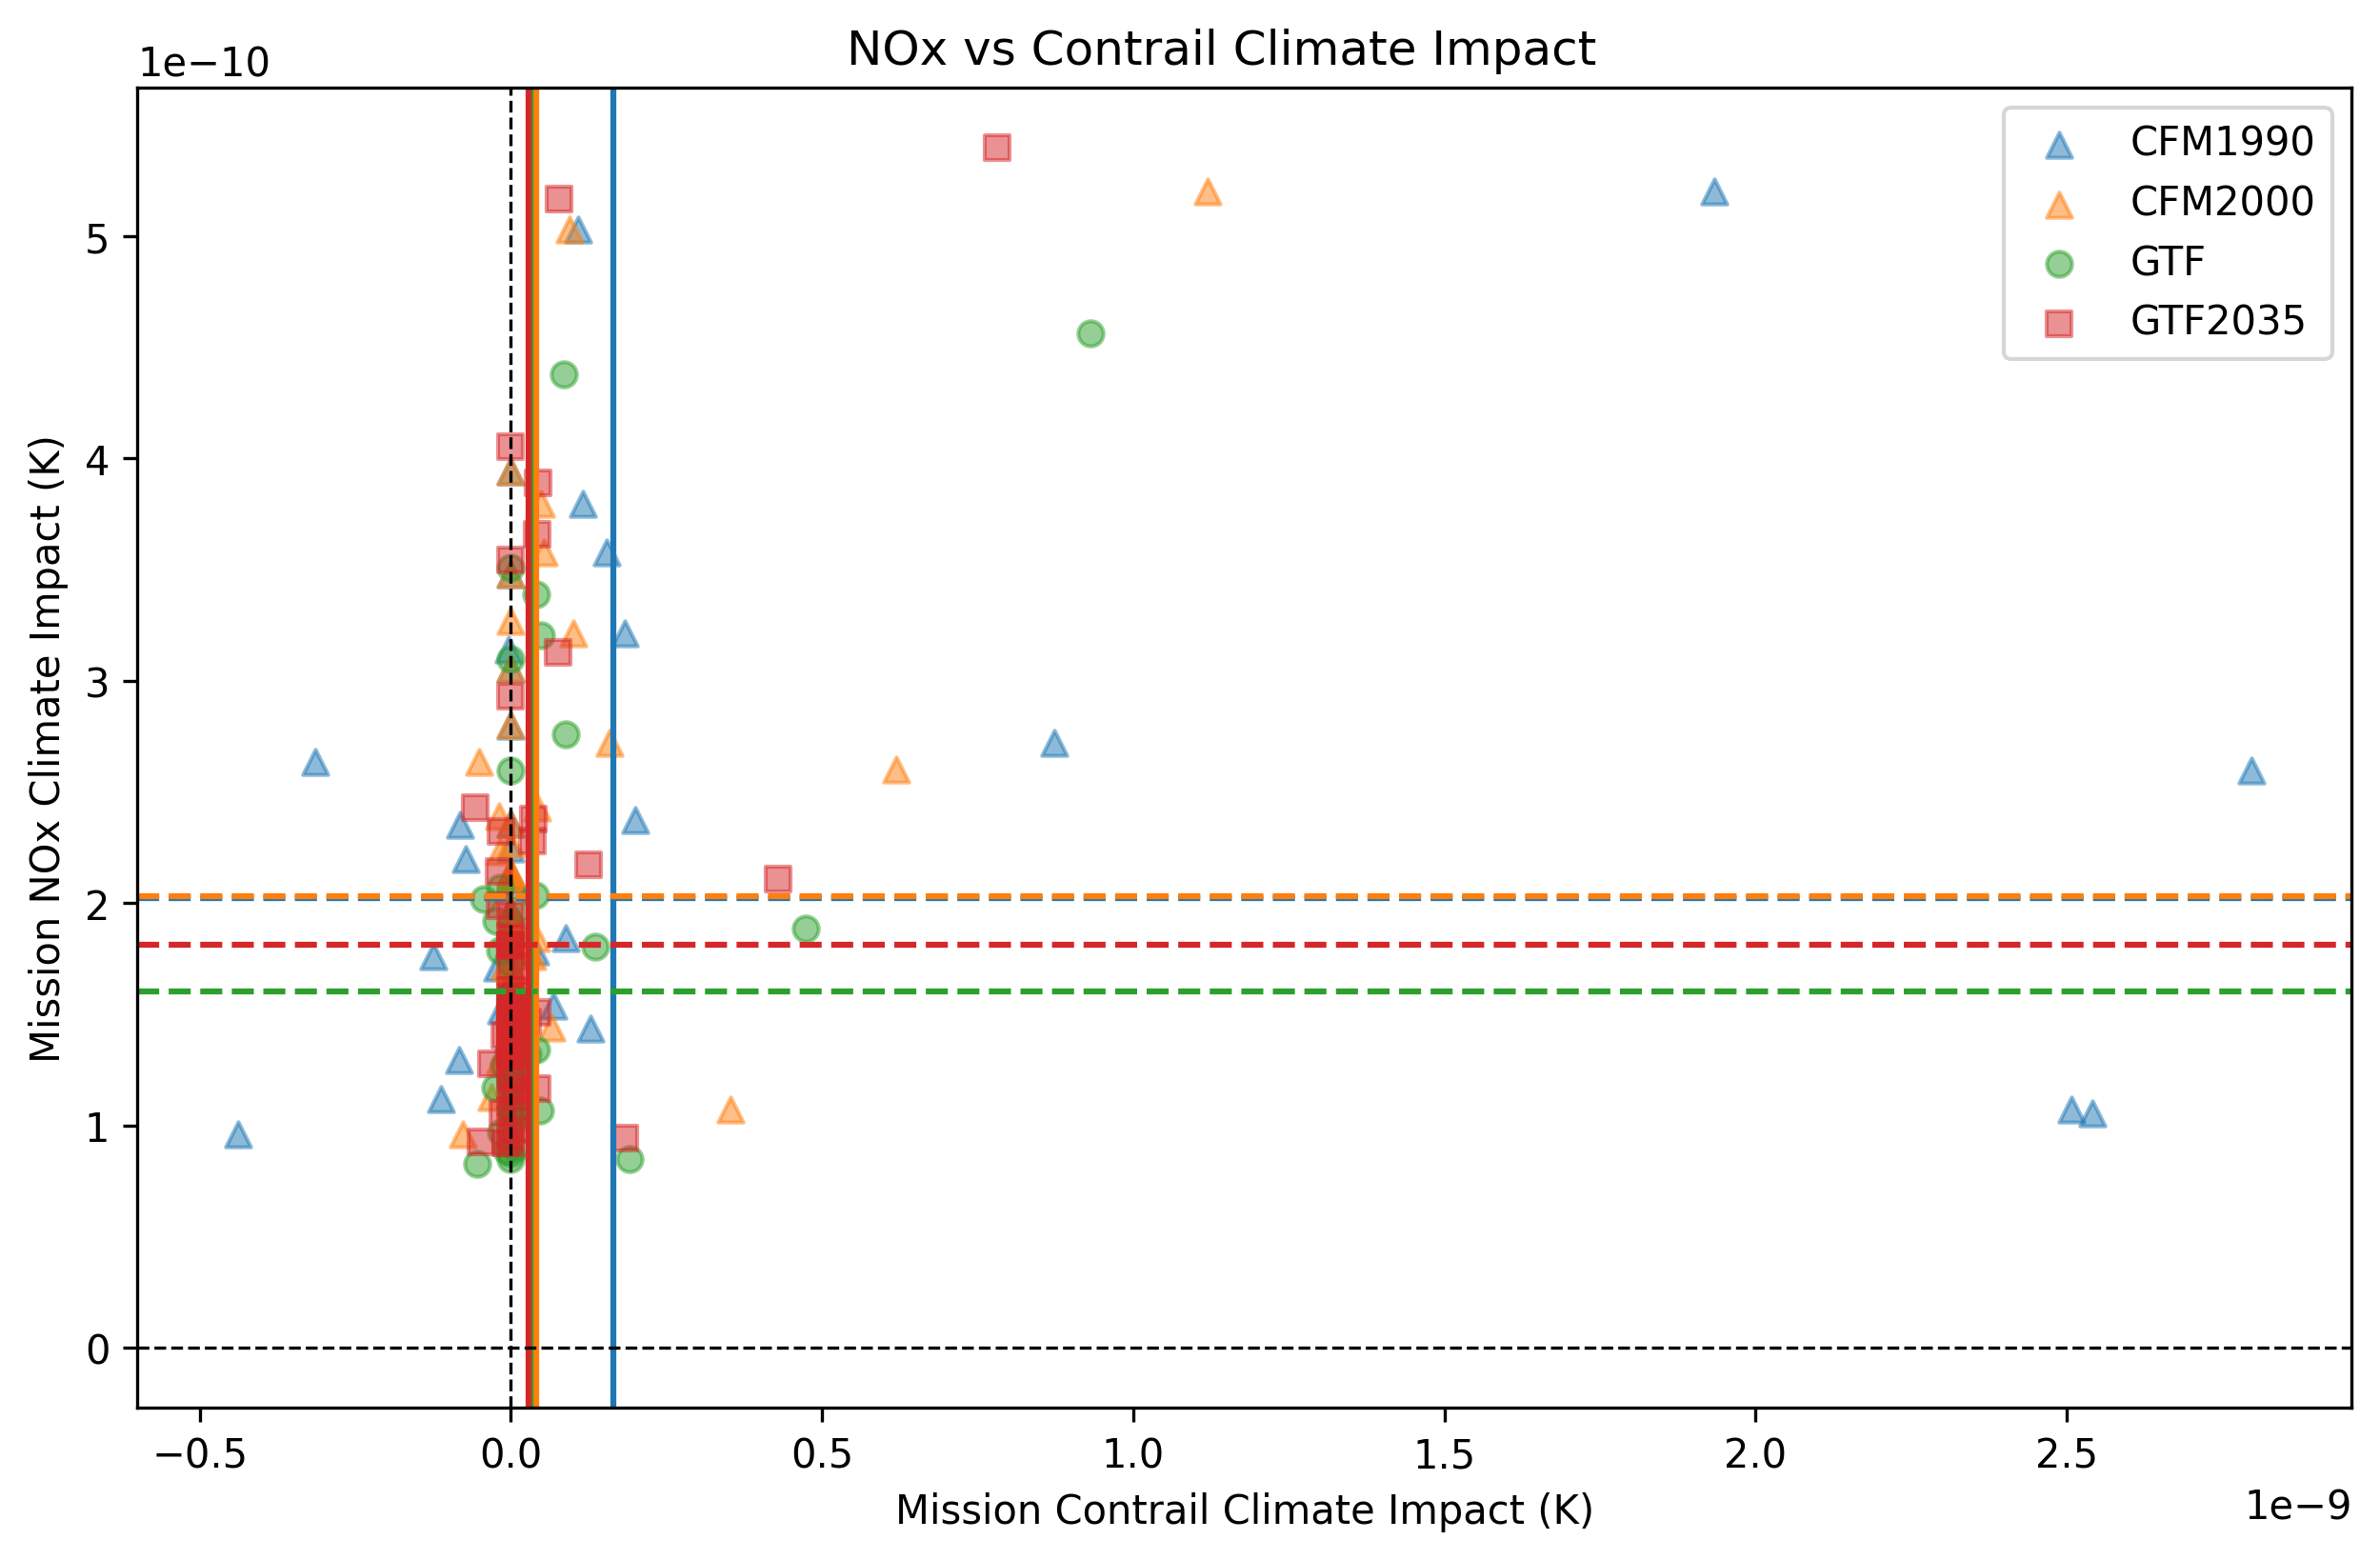 NOx vs Contrail Climate Impact
1e−10
CFM1990
CFM2000
GTF
GTF2035
5
4
3
2
1
0
Mission NOx Climate Impact (K)
−0.5 0.0 0.5 1.0 1.5 2.0 2.5
Mission Contrail Climate Impact (K)
1e−9